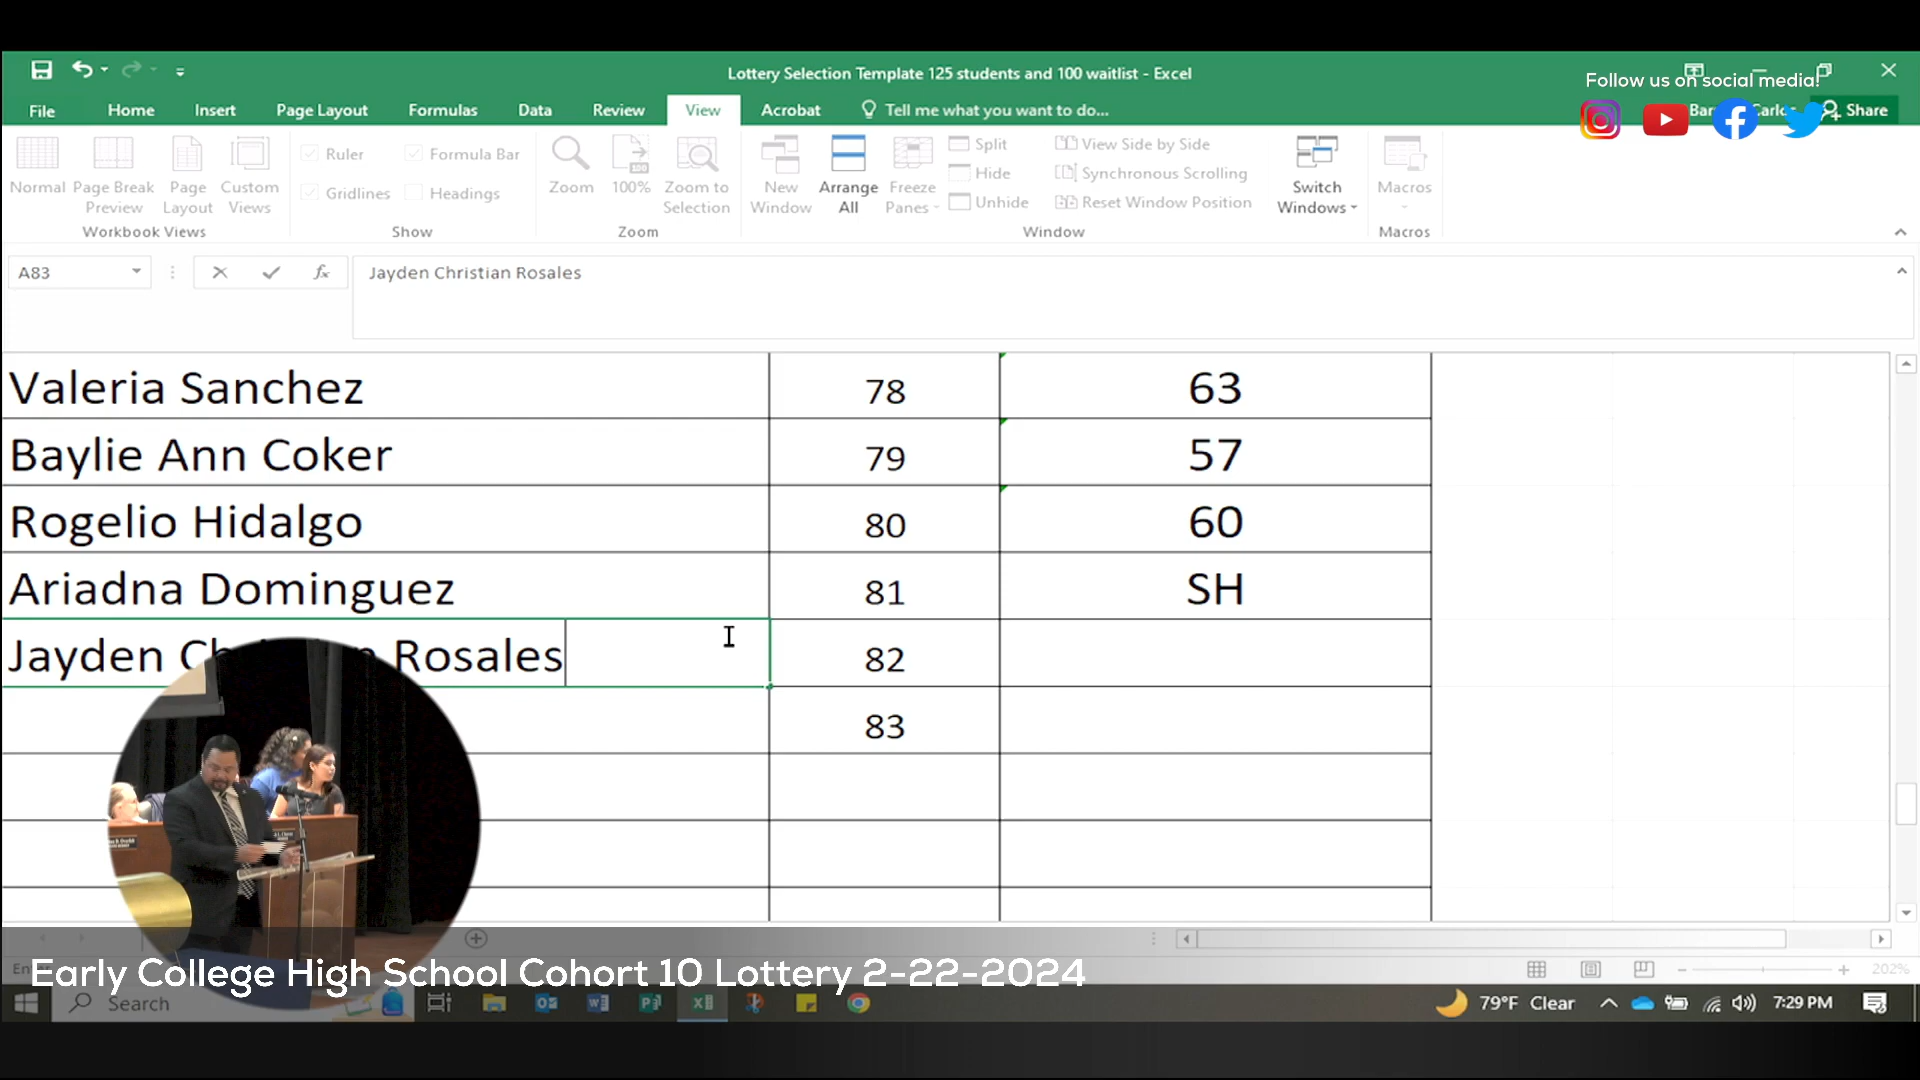 Lottery Selection Template 125 students and 100 waitlist - Excel
Follow us on social media!
File Home Insert Page Layout Formulas Data Review View Acrobat Tell me what you want to do... Share
Ruler Formula Bar
Gridlines Headings
Normal Page Break Preview Page Layout Custom Views
Zoom 100% Zoom to Selection
New Window Arrange All Freeze Panes
Split View Side by Side
Hide Synchronous Scrolling
Unhide Reset Window Position
Switch Windows Macros
Workbook Views Show Zoom Window Macros
A83 fx Jayden Christian Rosales
Valeria Sanchez 78 63
Baylie Ann Coker 79 57
Rogelio Hidalgo 80 60
Ariadna Dominguez 81 SH
Jayden Rosales 82
83
202%
Early College High School Cohort 10 Lottery 2-22-2024
Search 79°F Clear 7:29 PM